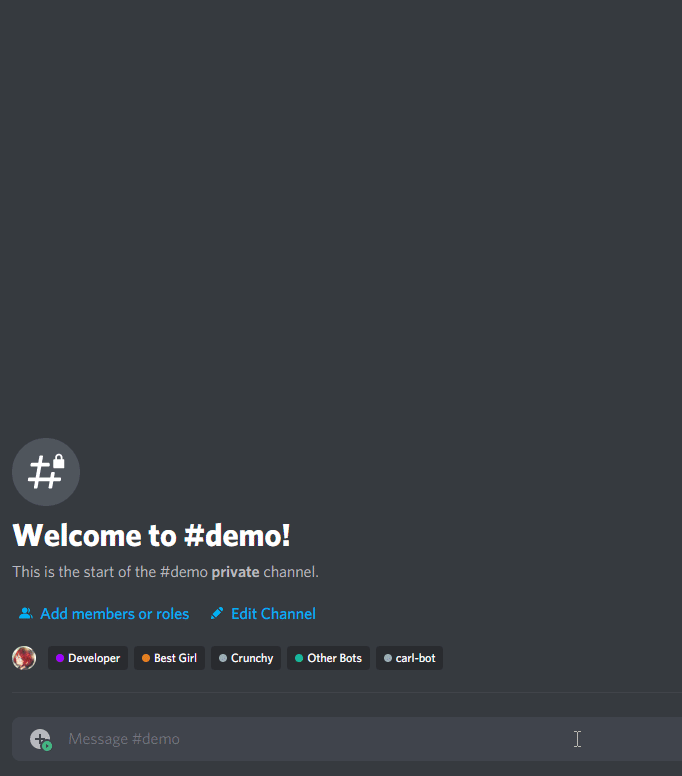 Welcome to #demo!
This is the start of the #demo private channel.
Add members or roles Edit Channel
Developer Best Girl Crunchy Other Bots carl-bot
Message #demo